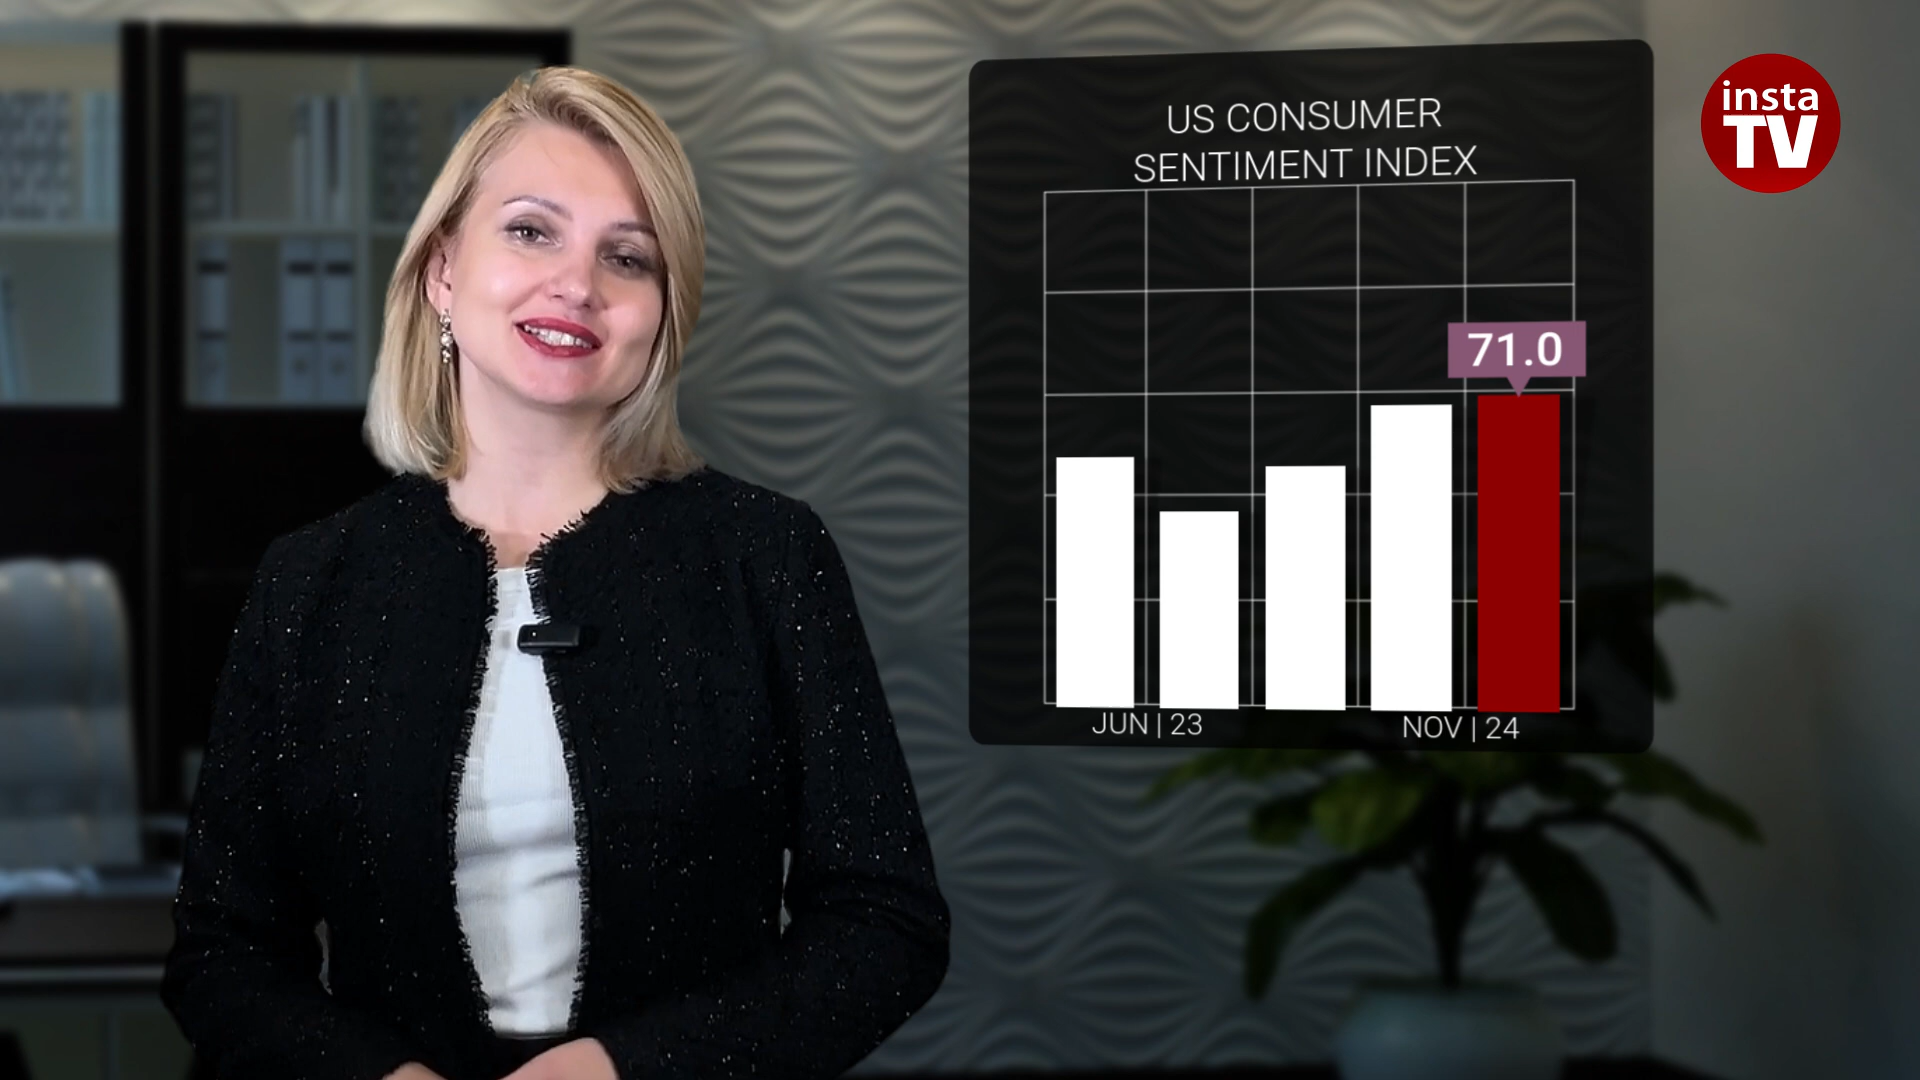 US CONSUMER
SENTIMENT INDEX
71.0
JUN | 23
NOV | 24
insta
TV